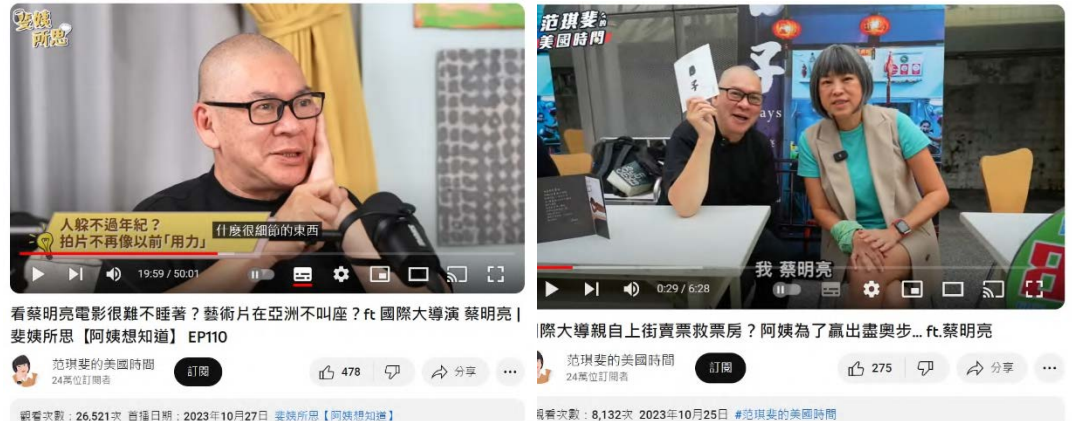 斐姨
所思
人躲不過年紀？
拍片不再像以前「用力」
什麼很細節的東西
19:59 / 50:01
看蔡明亮電影很難不睡著？藝術片在亞洲不叫座？ft 國際大導演 蔡明亮 |
斐姨所思【阿姨想知道】 EP110
范琪斐的美國時間
24萬位訂閱者
訂閱
478
分享
觀看次數：26,521次 首播日期：2023年10月27日 斐姨所思【阿姨想知道】
范琪斐的
美國時間
日子
子
ays
我 蔡明亮
0:29 / 6:28
際大導親自上街賣票救票房？阿姨為了贏出盡奧步... ft.蔡明亮
范琪斐的美國時間
24萬位訂閱者
訂閱
275
分享
觀看次數：8,132次 2023年10月25日 #范琪斐的美國時間